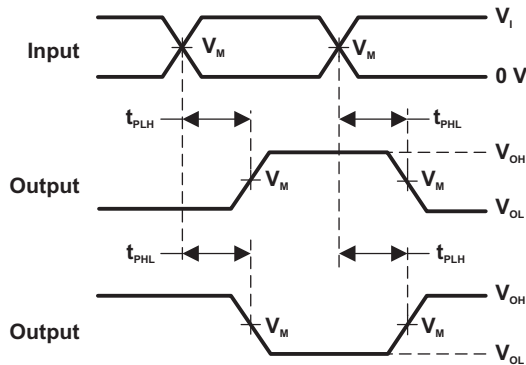 V_I
Input V_M V_M
0 V
t_PLH t_PHL
V_OH
Output V_M V_M
V_OL
t_PHL t_PLH
V_OH
Output V_M V_M
V_OL